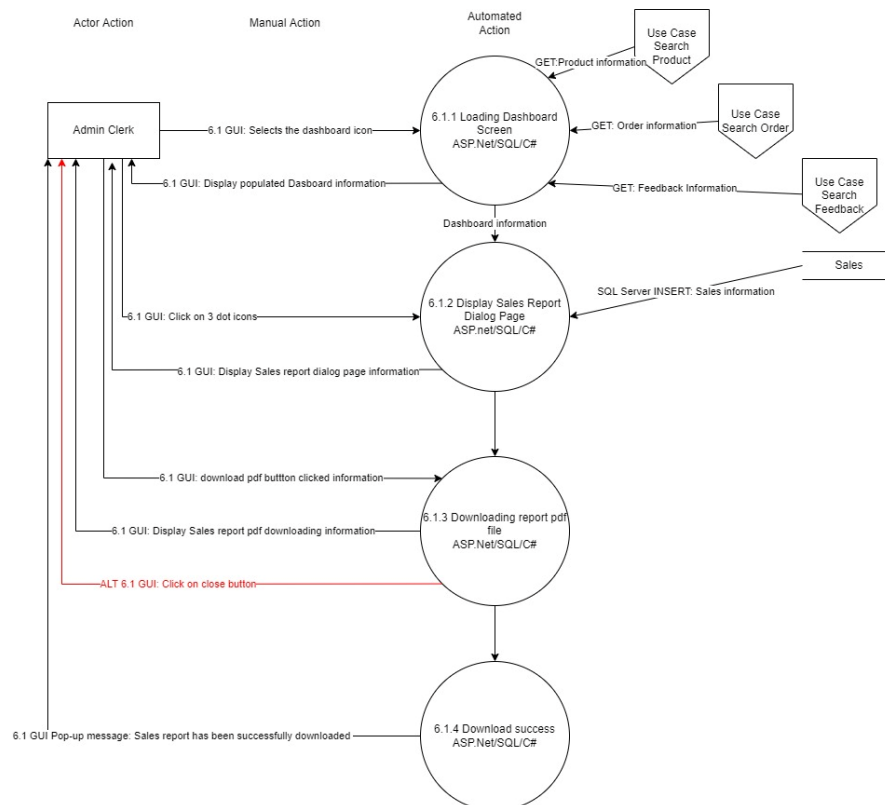 Actor Action
Manual Action
Automated
Action
Use Case
Search
Product
GET:Product information
Admin Clerk
6.1 GUI: Selects the dashboard icon
6.1.1 Loading Dashboard
Screen
ASP.Net/SQL/C#
GET: Order information
Use Case
Search Order
6.1 GUI: Display populated Dasboard information
GET: Feedback Information
Use Case
Search
Feedback
Dashboard information
Sales
SQL Server INSERT: Sales information
6.1 GUI: Click on 3 dot icons
6.1.2 Display Sales Report
Dialog Page
ASP.net/SQL/C#
6.1 GUI: Display Sales report dialog page information
6.1 GUI: download pdf buttton clicked information
6.1.3 Downloading report pdf
file
ASP.Net/SQL/C#
6.1 GUI: Display Sales report pdf downloading information
ALT 6.1 GUI: Click on close button
6.1.4 Download success
ASP.Net/SQL/C#
6.1 GUI Pop-up message: Sales report has been successfully downloaded